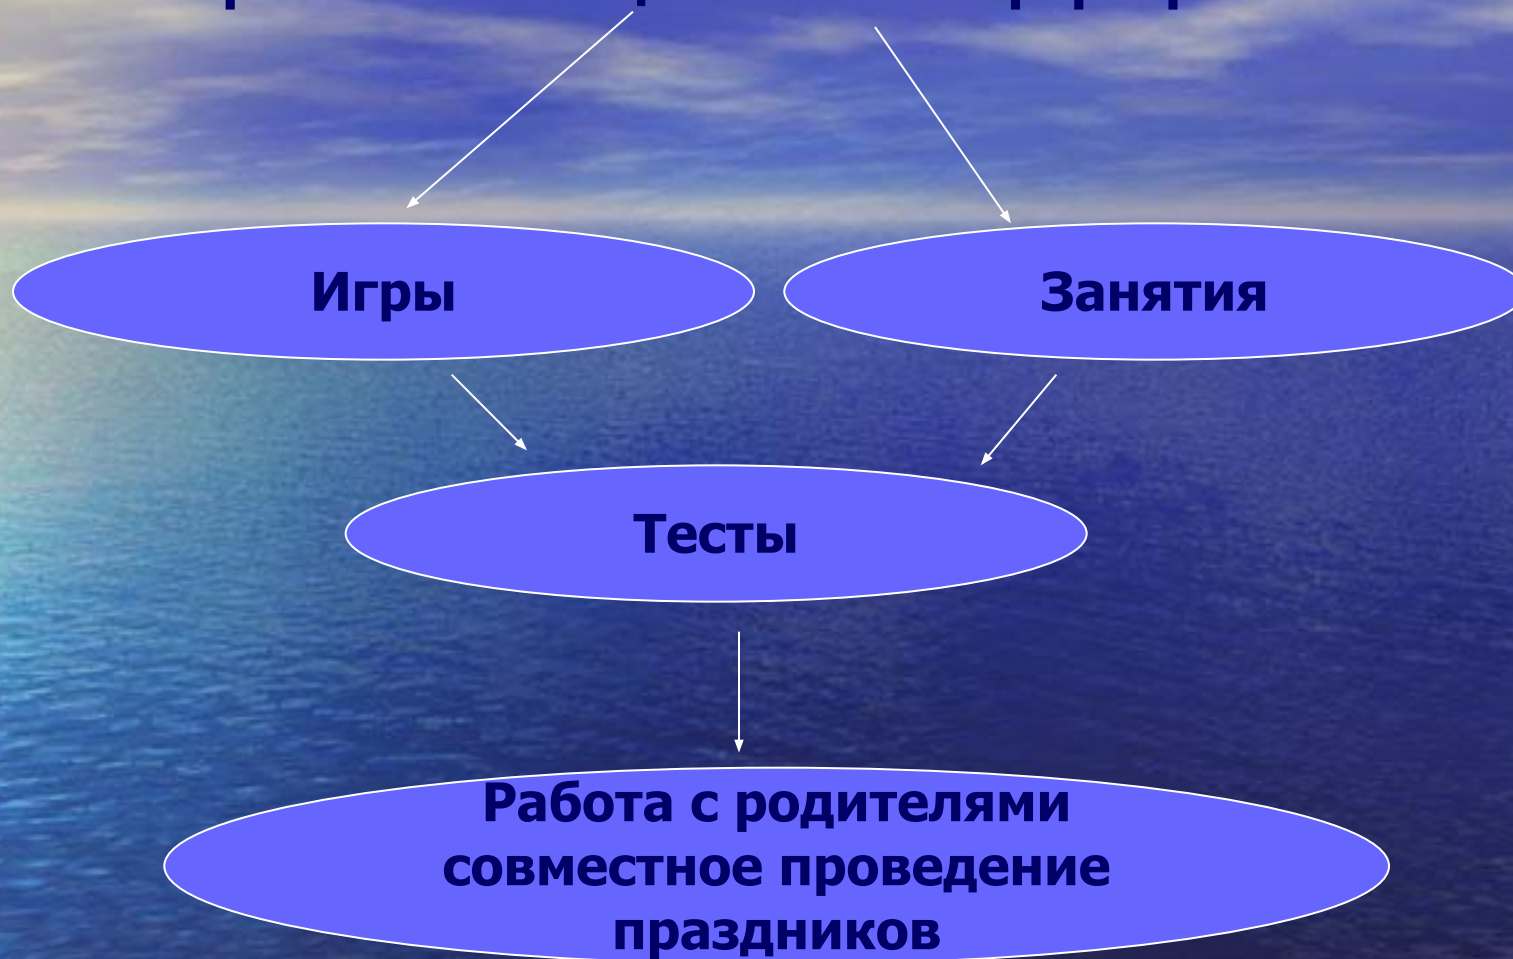 Игры
Занятия
Тесты
Работа с родителями
совместное проведение
праздников